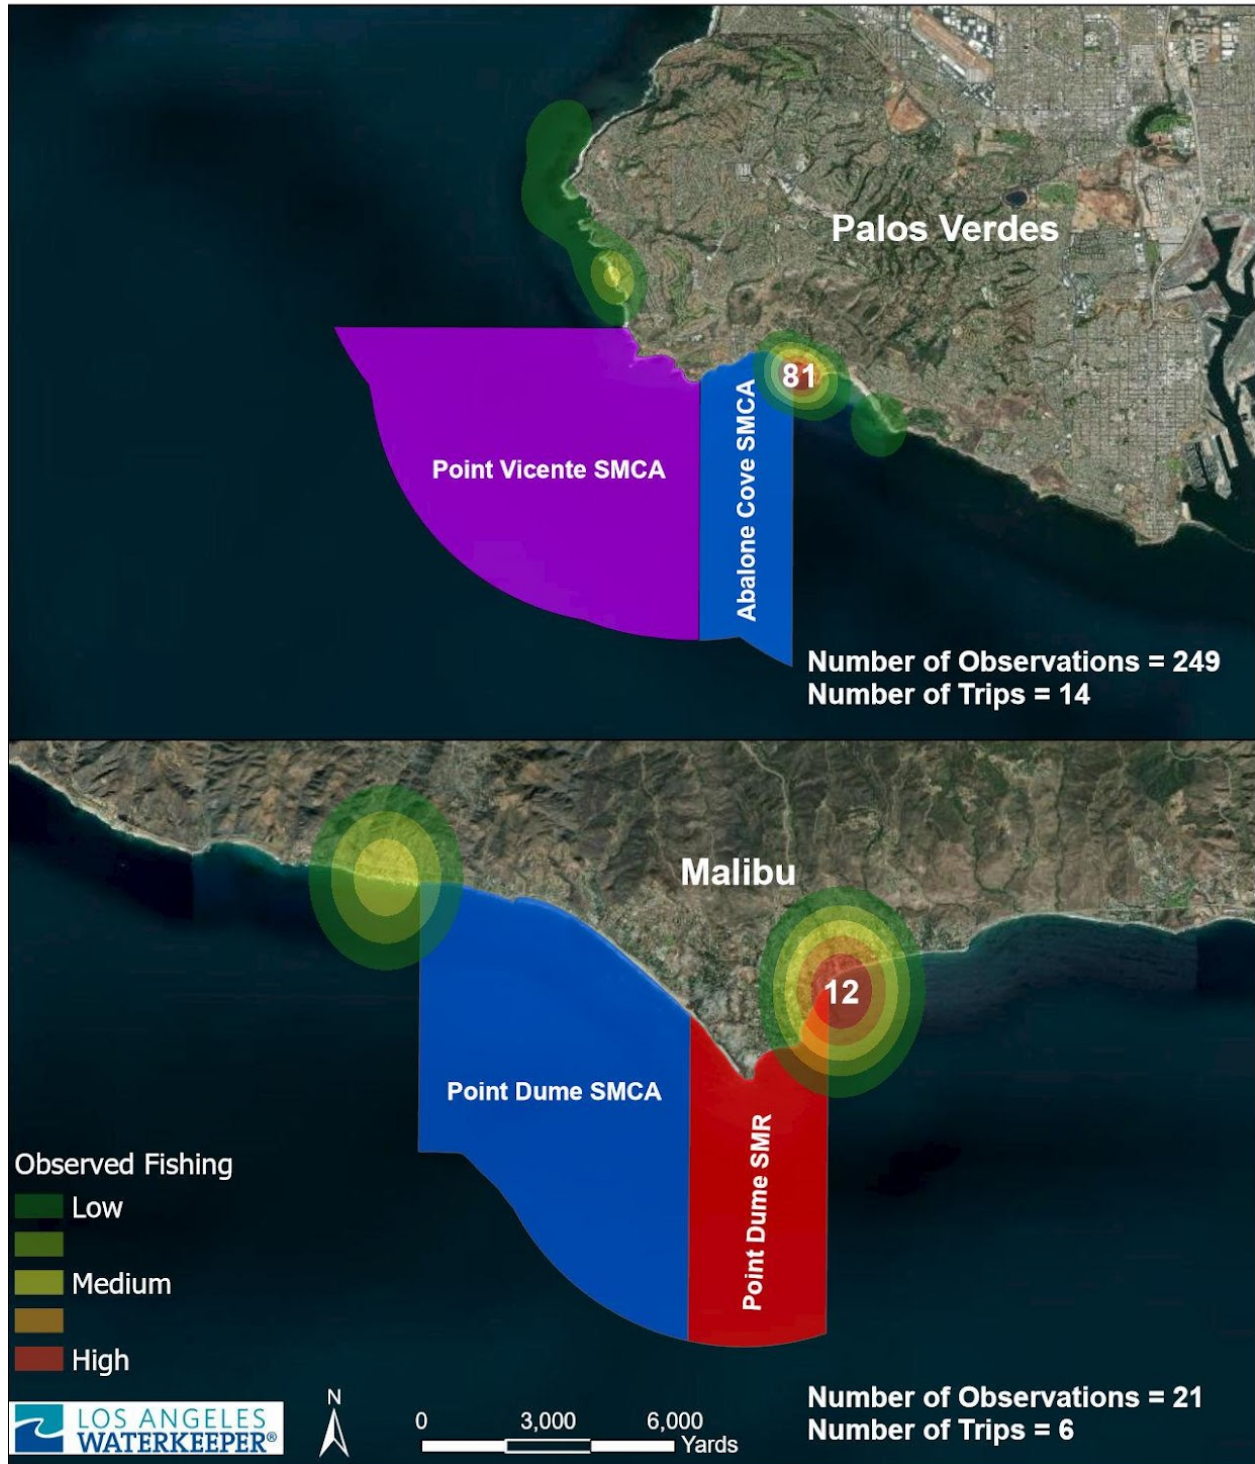 Palos Verdes
81
Point Vicente SMCA
Abalone Cove SMCA
Number of Observations = 249
Number of Trips = 14
Malibu
12
Point Dume SMCA
Point Dume SMR
Observed Fishing
Low
Medium
High
LOS ANGELES
WATERKEEPER®
N
0 3,000 6,000
Yards
Number of Observations = 21
Number of Trips = 6